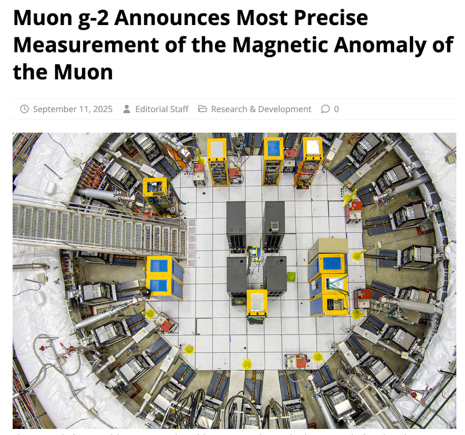 Muon g-2 Announces Most Precise
Measurement of the Magnetic Anomaly of
the Muon
September 11, 2025 Editorial Staff Research & Development 0